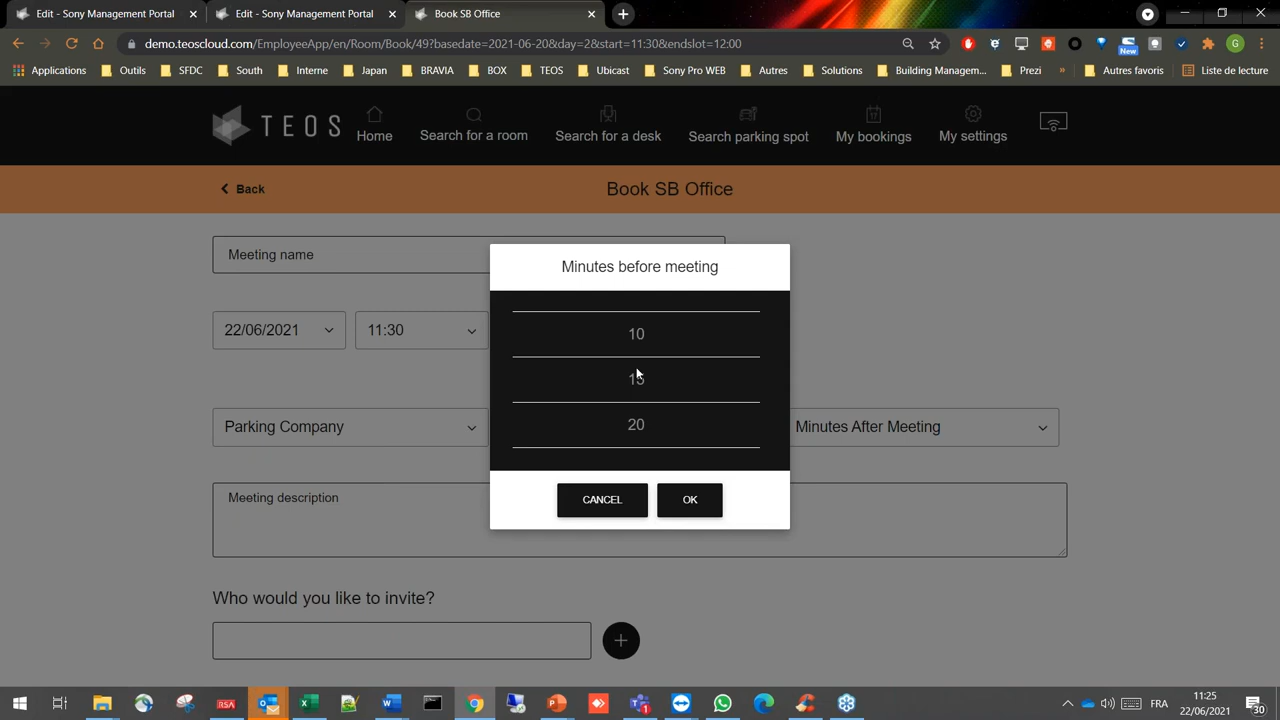 Edit - Sony Management Portal
Edit - Sony Management Portal
Book SB Office
demo.teoscloud.com/EmployeeApp/en/Room/Book/48?basedate=2021-06-20&day=2&start=11:30&endslot=12:00
New
G
Applications
Outils
SFDC
South
Interne
Japan
BRAVIA
BOX
TEOS
Ubicast
Sony Pro WEB
Autres
Solutions
Building Managem...
Prezi
»
Autres favoris
Liste de lecture
TEOS
Home
Search for a room
Search for a desk
Search parking spot
My bookings
My settings
Back
Book SB Office
Meeting name
Minutes before meeting
22/06/2021
11:30
10
15
20
Parking Company
Minutes After Meeting
CANCEL
OK
Meeting description
Who would you like to invite?
RSA
FRA
11:25
22/06/2021
30